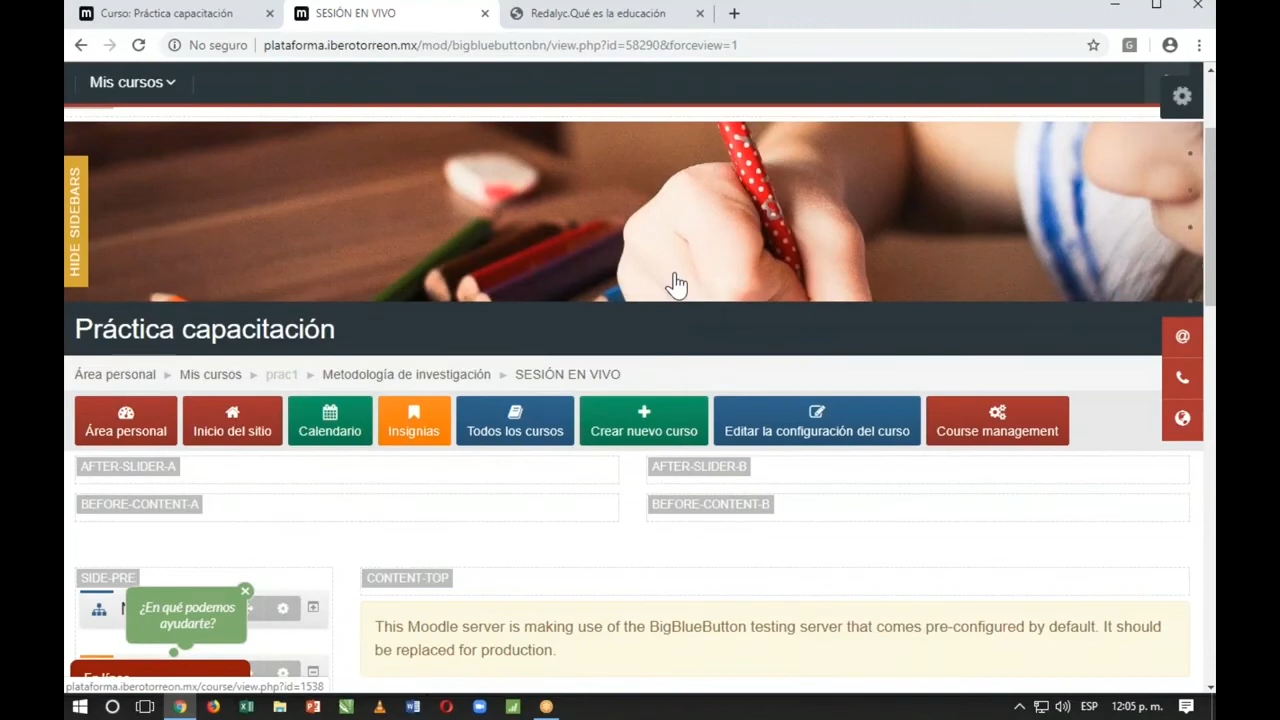 Curso: Práctica capacitación
SESIÓN EN VIVO
Redalyc.Qué es la educación
No seguro
plataforma.iberotorreon.mx/mod/bigbluebuttonbn/view.php?id=58290&forceview=1
Mis cursos
HIDE SIDEBARS
Práctica capacitación
Área personal ► Mis cursos ► prac1 ► Metodología de investigación ► SESIÓN EN VIVO
Área personal
Inicio del sitio
Calendario
Insignias
Todos los cursos
Crear nuevo curso
Editar la configuración del curso
Course management
AFTER-SLIDER-A
AFTER-SLIDER-B
BEFORE-CONTENT-A
BEFORE-CONTENT-B
SIDE-PRE
CONTENT-TOP
¿En qué podemos
ayudarte?
This Moodle server is making use of the BigBlueButton testing server that comes pre-configured by default. It should
be replaced for production.
plataforma.iberotorreon.mx/course/view.php?id=1538
ESP
12:05 p. m.